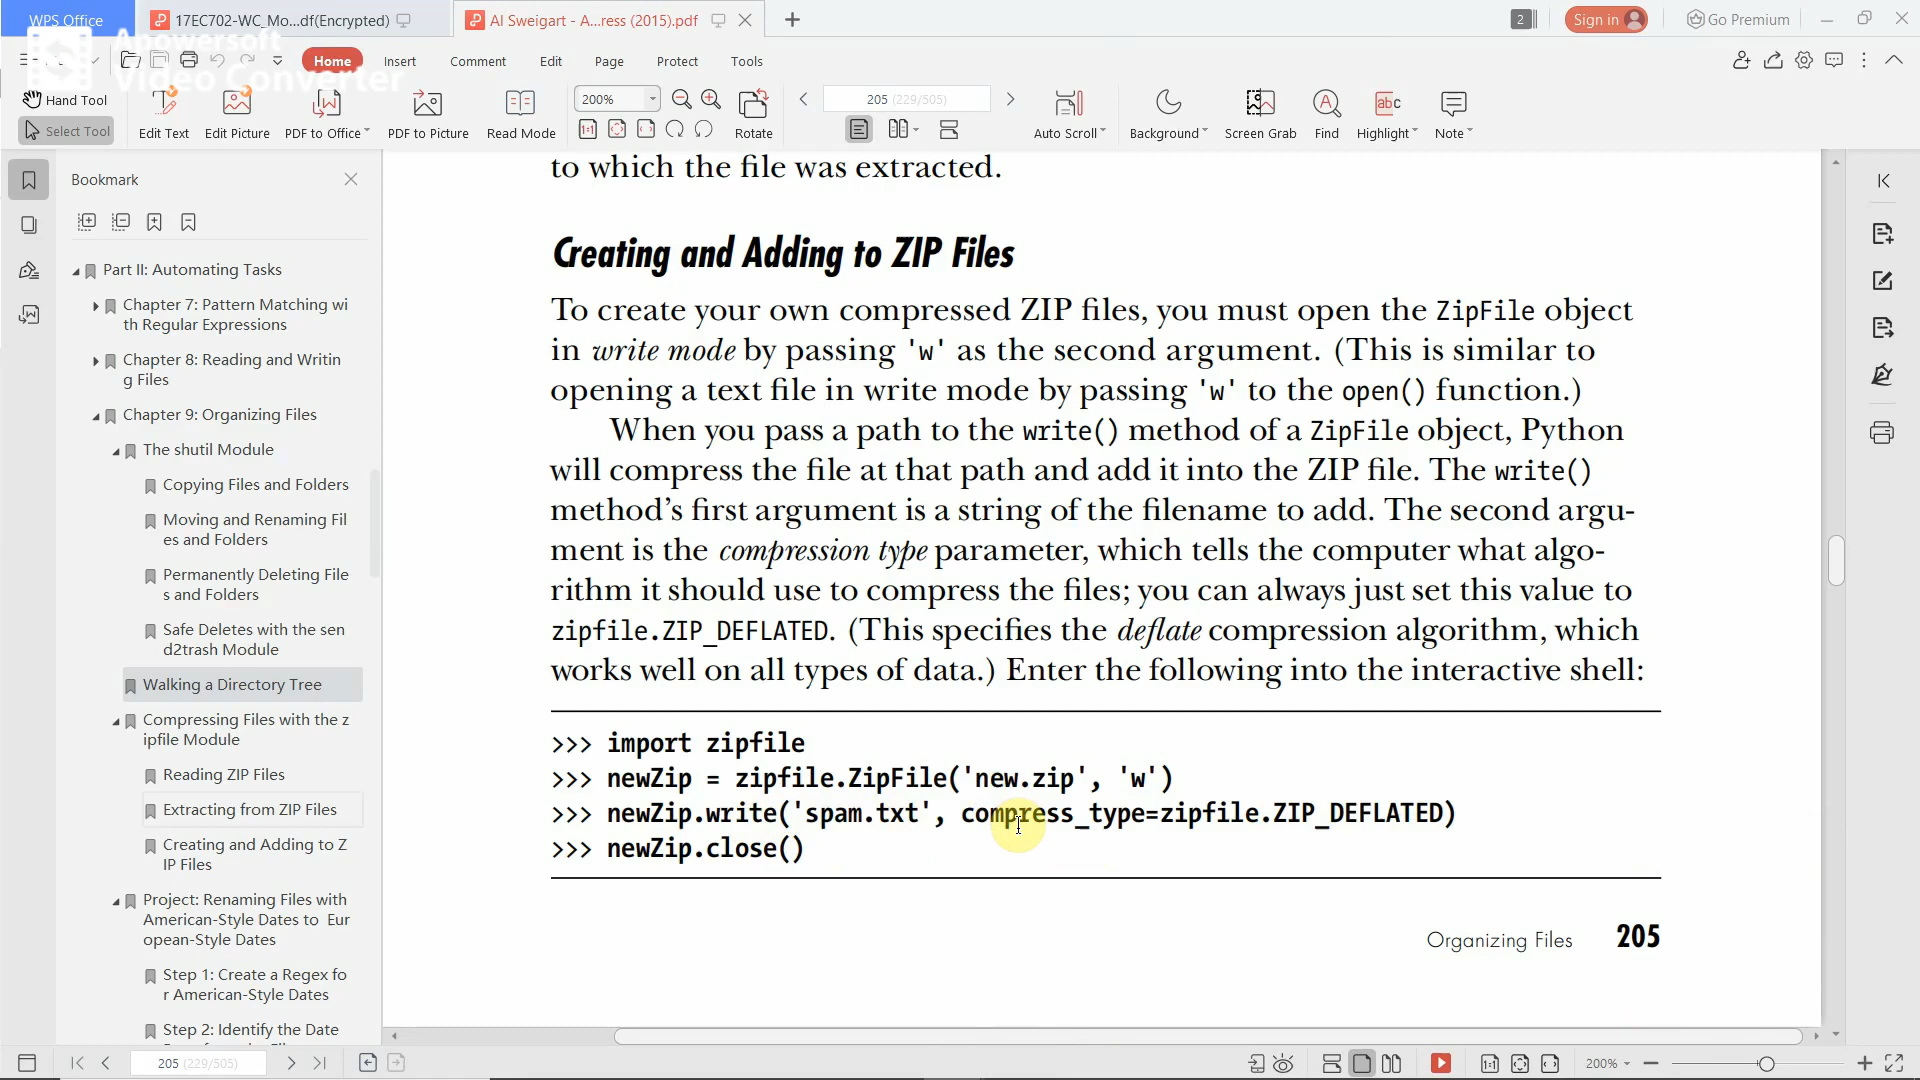 WPS Office
17EC702-WC_Mo...df(Encrypted)
Al Sweigart - A...ress (2015).pdf
2
Sign in
Go Premium
Apowersoft
Video Converter
Home
Insert
Comment
Edit
Page
Protect
Tools
Hand Tool
Select Tool
Edit Text
Edit Picture
PDF to Office
PDF to Picture
Read Mode
200%
Rotate
205 (229/505)
Auto Scroll
Background
Screen Grab
Find
Highlight
Note
Bookmark
Part II: Automating Tasks
Chapter 7: Pattern Matching wi
th Regular Expressions
Chapter 8: Reading and Writin
g Files
Chapter 9: Organizing Files
The shutil Module
Copying Files and Folders
Moving and Renaming Fil
es and Folders
Permanently Deleting File
s and Folders
Safe Deletes with the sen
d2trash Module
Walking a Directory Tree
Compressing Files with the z
ipfile Module
Reading ZIP Files
Extracting from ZIP Files
Creating and Adding to Z
IP Files
Project: Renaming Files with
American-Style Dates to Eur
opean-Style Dates
Step 1: Create a Regex fo
r American-Style Dates
Step 2: Identify the Date
to which the file was extracted.
Creating and Adding to ZIP Files
To create your own compressed ZIP files, you must open the ZipFile object
in write mode by passing 'w' as the second argument. (This is similar to
opening a text file in write mode by passing 'w' to the open() function.)
When you pass a path to the write() method of a ZipFile object, Python
will compress the file at that path and add it into the ZIP file. The write()
method's first argument is a string of the filename to add. The second argu-
ment is the compression type parameter, which tells the computer what algo-
rithm it should use to compress the files; you can always just set this value to
zipfile.ZIP_DEFLATED. (This specifies the deflate compression algorithm, which
works well on all types of data.) Enter the following into the interactive shell:
>>> import zipfile
>>> newZip = zipfile.ZipFile('new.zip', 'w')
>>> newZip.write('spam.txt', compress_type=zipfile.ZIP_DEFLATED)
>>> newZip.close()
Organizing Files 205
205 (229/505)
200%